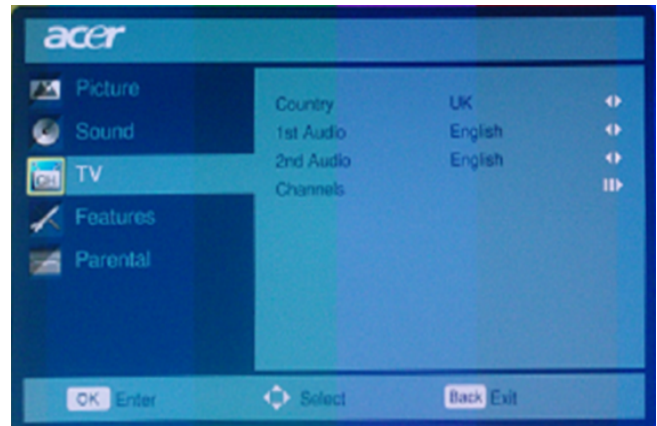 acer
Picture
Sound
TV
Features
Parental
Country UK
1st Audio English
2nd Audio English
Channels
OK Enter Select Back Exit